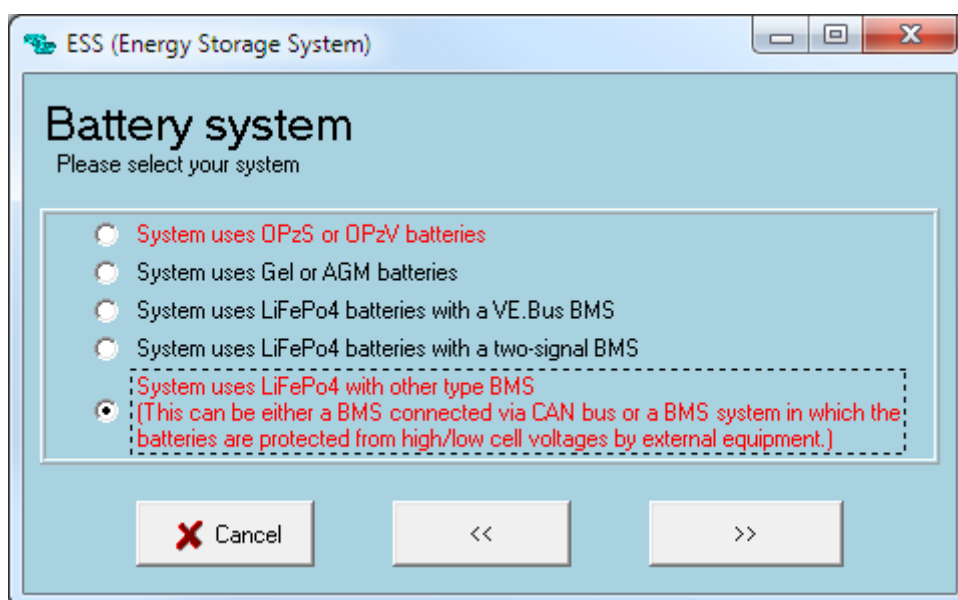 ESS (Energy Storage System)
Battery system
Please select your system
System uses OPzS or OPzV batteries
System uses Gel or AGM batteries
System uses LiFePo4 batteries with a VE.Bus BMS
System uses LiFePo4 batteries with a two-signal BMS
System uses LiFePo4 with other type BMS
(This can be either a BMS connected via CAN bus or a BMS system in which the
batteries are protected from high/low cell voltages by external equipment.)
Cancel
<<
>>